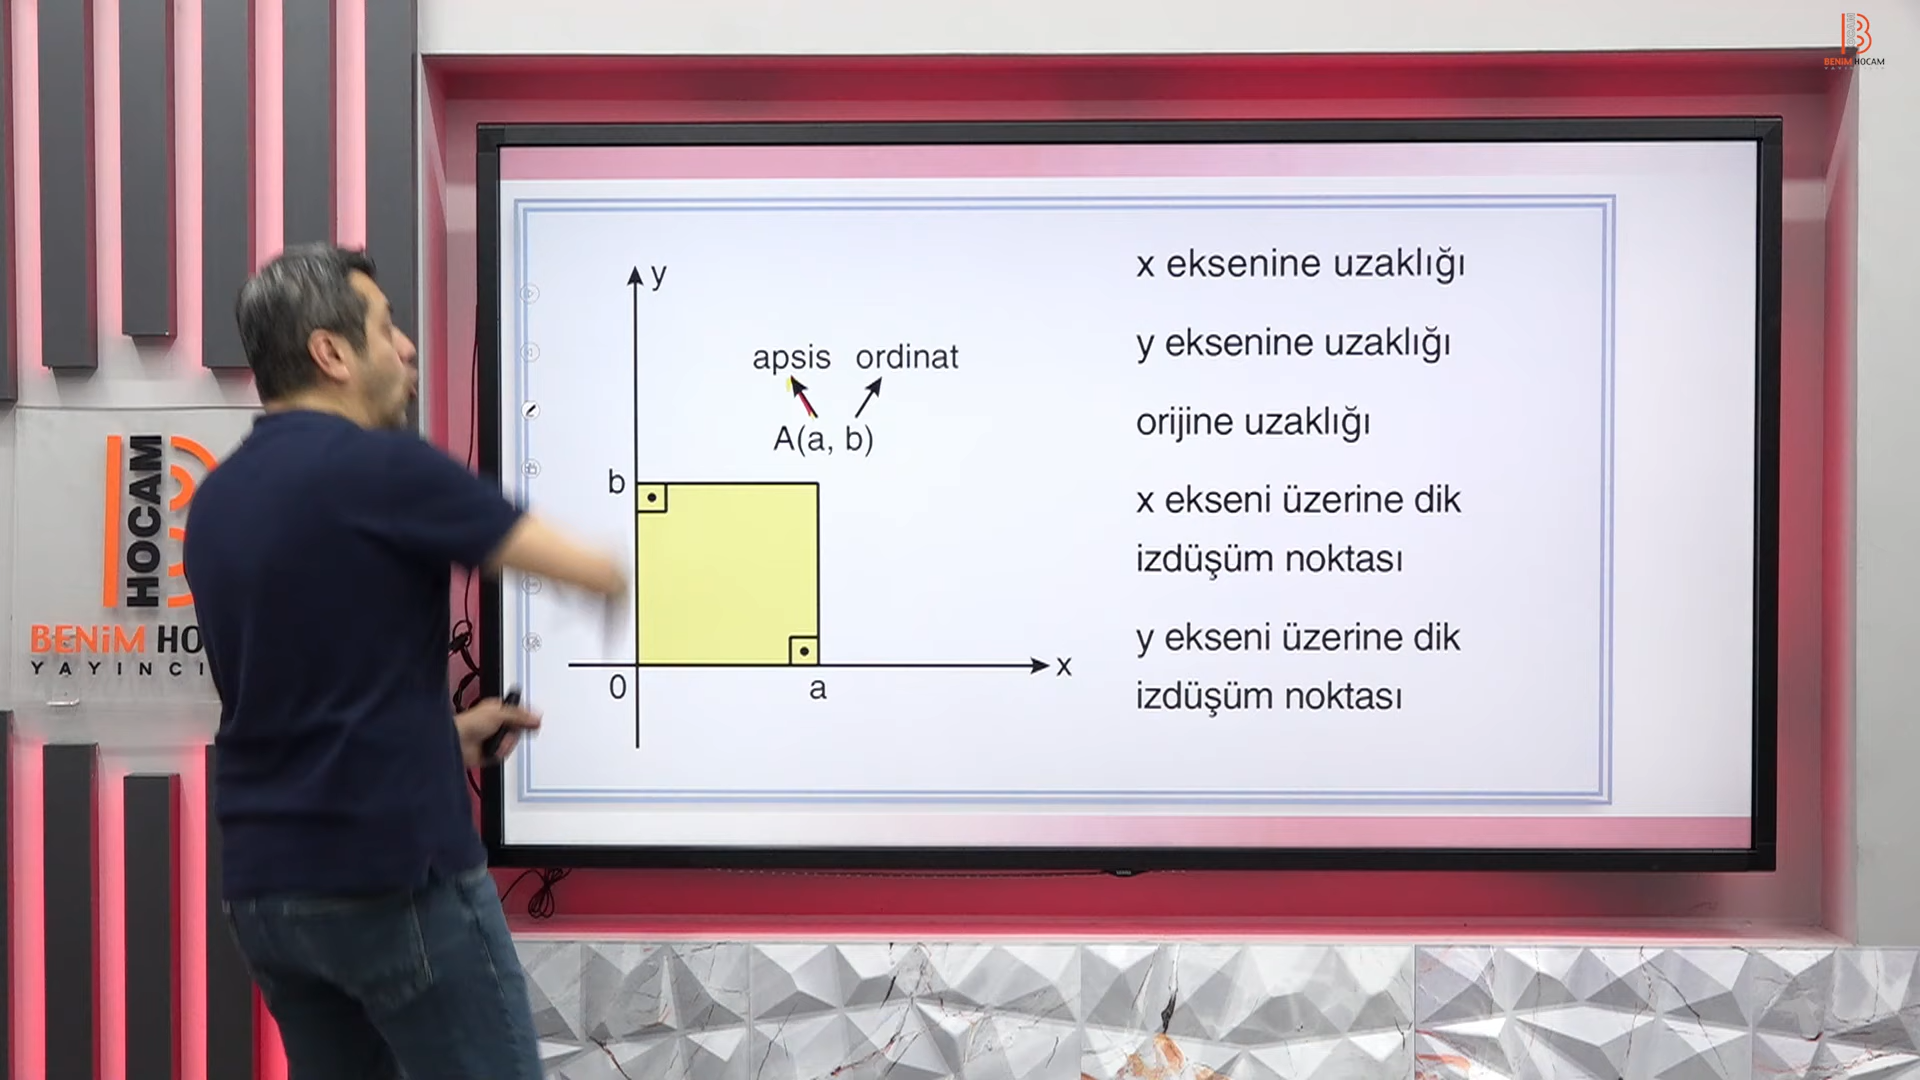 BENİM HOCAM
YAYINCILIK
HOCAM
BENİM HO
YAYINCI
y
apsis ordinat
A(a, b)
b
0
a
x
x eksenine uzaklığı
y eksenine uzaklığı
orijine uzaklığı
x ekseni üzerine dik
izdüşüm noktası
y ekseni üzerine dik
izdüşüm noktası